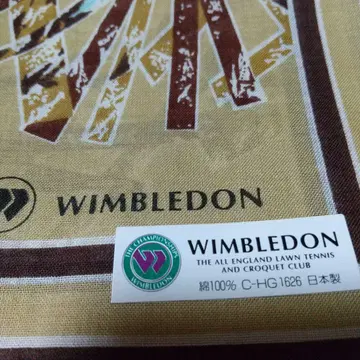 WIMBLEDON
THE CHAMPIONSHIPS
WIMBLEDON
THE ALL ENGLAND LAWN TENNIS
AND CROQUET CLUB
綿100% C-HG1626 日本製